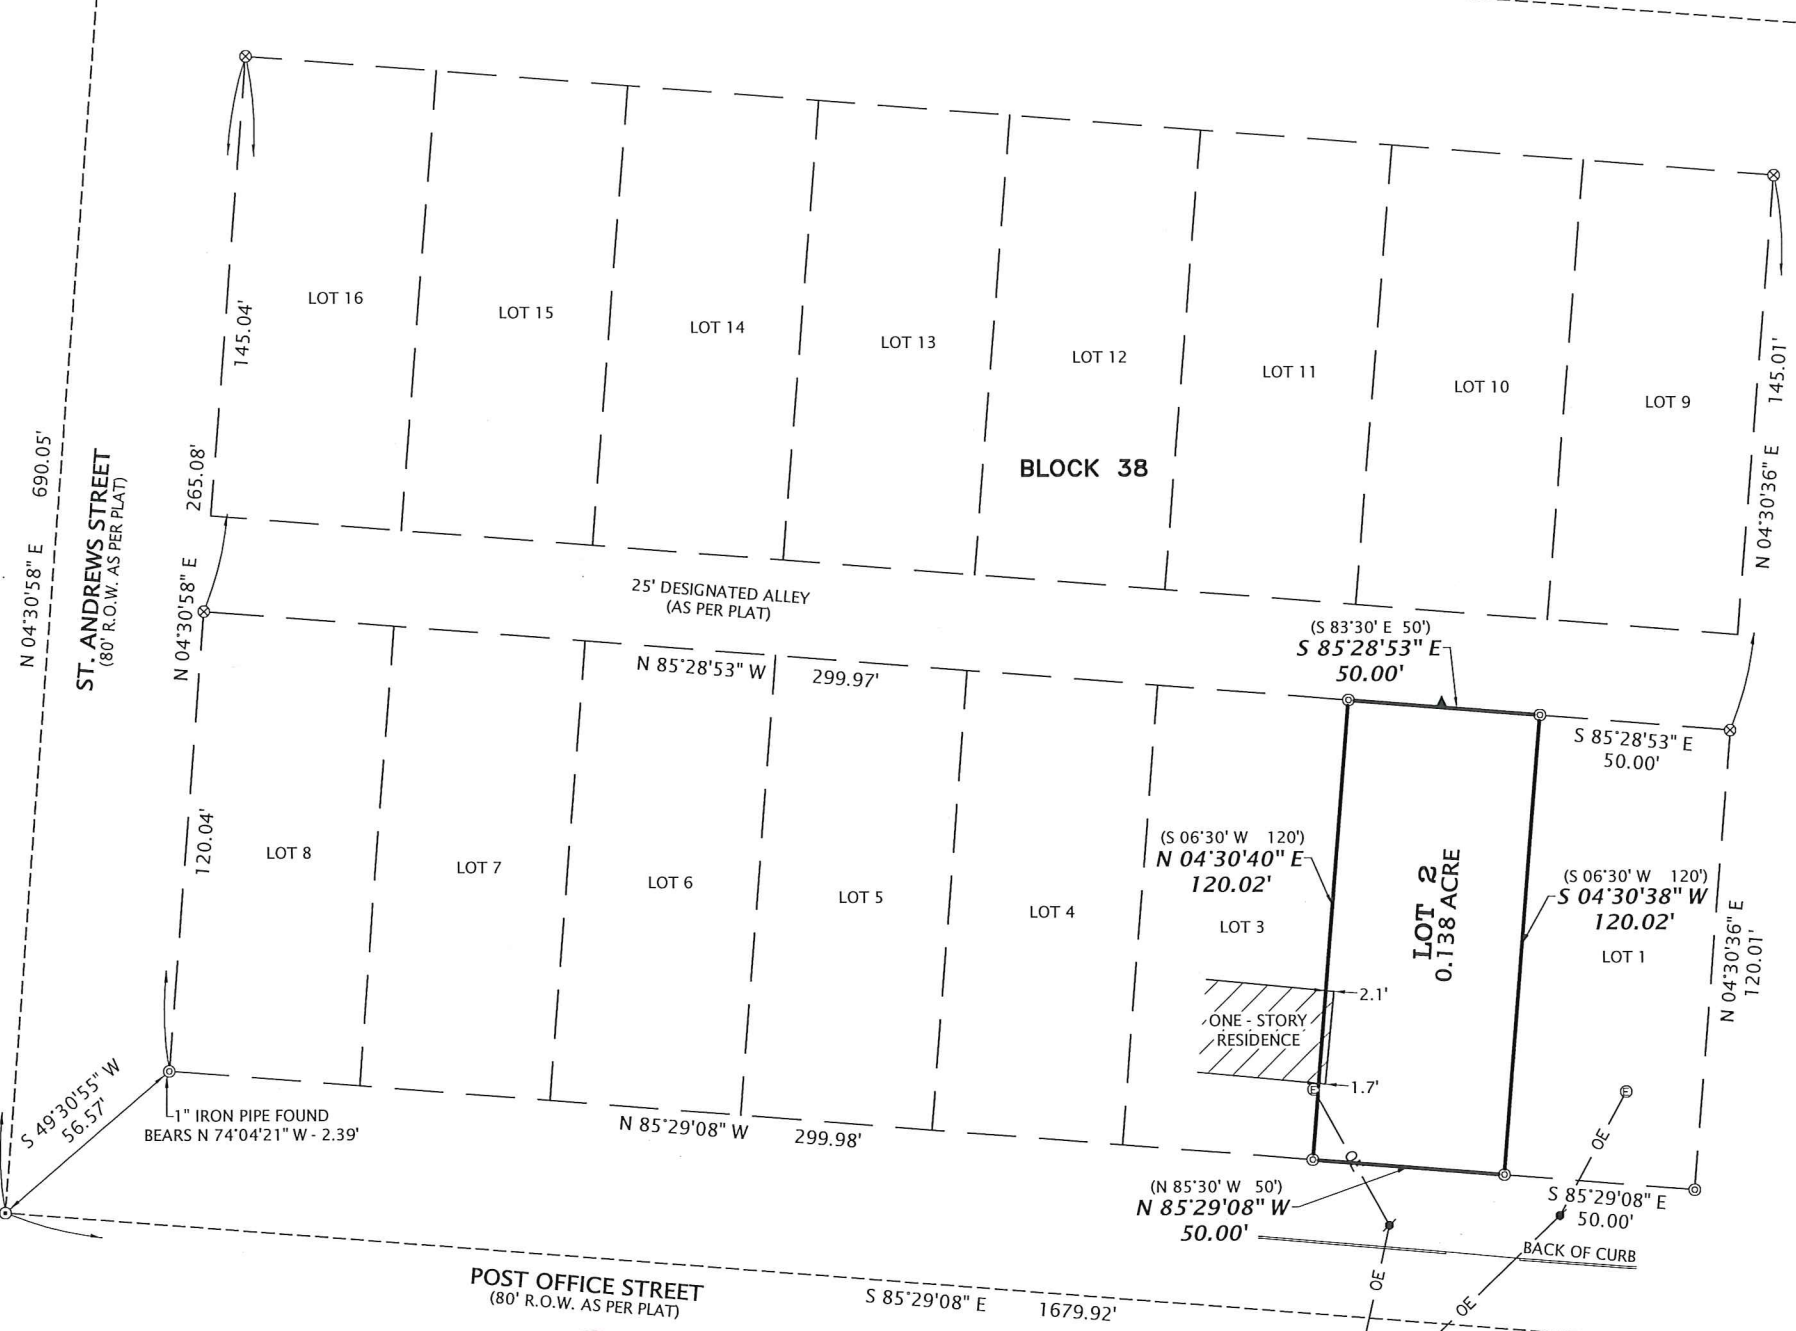 LOT 16
LOT 15
LOT 14
LOT 13
LOT 12
LOT 11
LOT 10
LOT 9
BLOCK 38
145.04'
265.08'
N 04°30'58" E
690.05'
N 04°30'58" E
ST. ANDREWS STREET
(80' R.O.W. AS PER PLAT)
145.01'
N 04°30'36" E
25' DESIGNATED ALLEY
(AS PER PLAT)
N 85°28'53" W 299.97'
(S 83°30' E 50')
S 85°28'53" E
50.00'
S 85°28'53" E
50.00'
120.04'
LOT 8
LOT 7
LOT 6
LOT 5
LOT 4
LOT 3
(S 06°30' W 120')
N 04°30'40" E
120.02'
LOT 2
0.138 ACRE
(S 06°30' W 120')
S 04°30'38" W
120.02'
LOT 1
N 04°30'36" E
120.01'
2.1'
ONE - STORY
RESIDENCE
1.7'
E
E
S 49°30'55" W
56.57'
1" IRON PIPE FOUND
BEARS N 74°04'21" W - 2.39'
N 85°29'08" W 299.98'
(N 85°30' W 50')
N 85°29'08" W
50.00'
S 85°29'08" E
50.00'
OE
OE
BACK OF CURB
OE
OE
POST OFFICE STREET
(80' R.O.W. AS PER PLAT)
S 85°29'08" E 1679.92'